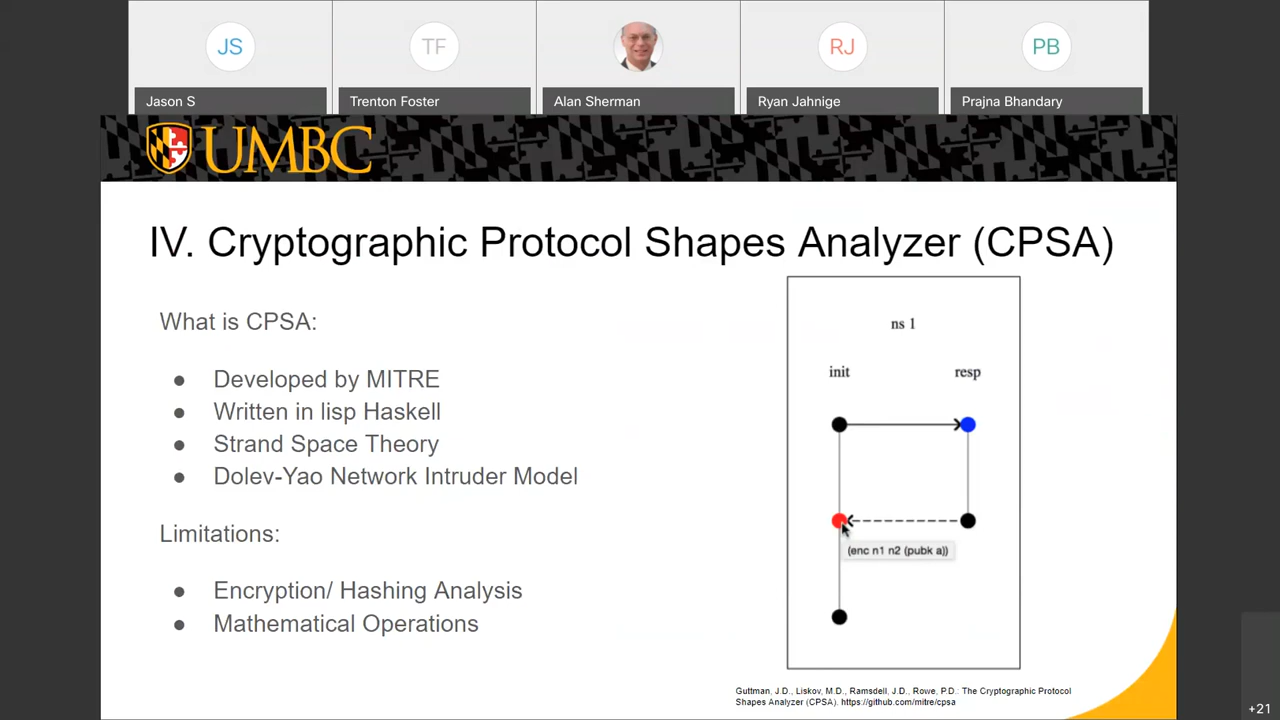 JS
TF
RJ
PB
Jason S
Trenton Foster
Alan Sherman
Ryan Jahnige
Prajna Bhandary
UMBC
IV. Cryptographic Protocol Shapes Analyzer (CPSA)
What is CPSA:
● Developed by MITRE
● Written in lisp Haskell
● Strand Space Theory
● Dolev-Yao Network Intruder Model
Limitations:
● Encryption/ Hashing Analysis
● Mathematical Operations
ns 1
init
resp
(enc n1 n2 (pubk a))
Guttman, J.D., Liskov, M.D., Ramsdell, J.D., Rowe, P.D.: The Cryptographic Protocol
Shapes Analyzer (CPSA). https://github.com/mitre/cpsa
+21